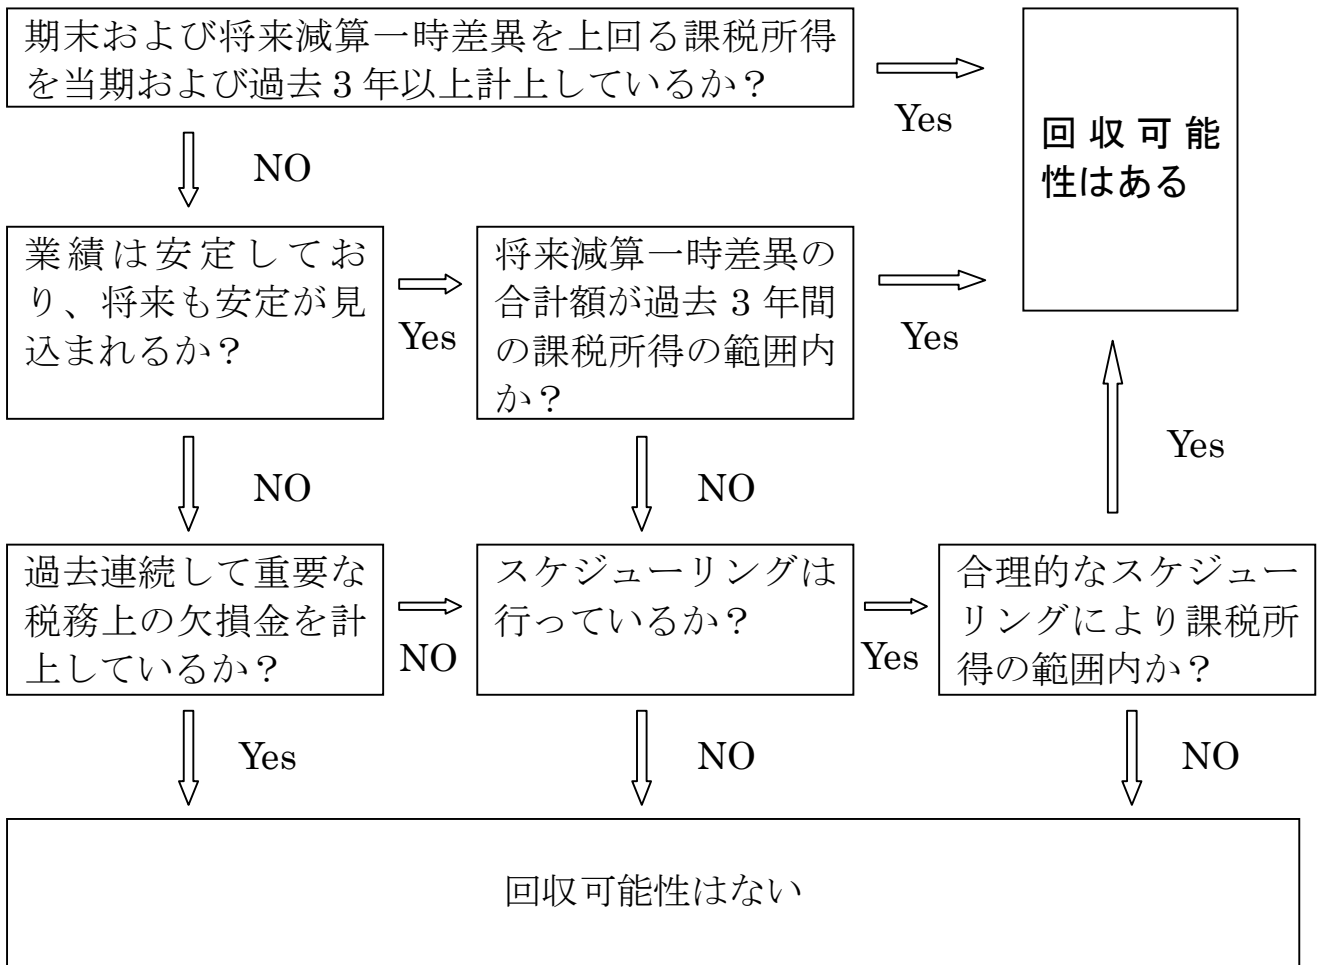 期末および将来減算一時差異を上回る課税所得
を当期および過去3年以上計上しているか？
Yes
回収可能
性はある
NO
業績は安定してお
り、将来も安定が見
込まれるか？
Yes
将来減算一時差異の
合計額が過去3年間
の課税所得の範囲内
か？
Yes
Yes
NO
NO
過去連続して重要な
税務上の欠損金を計
上しているか？
NO
スケジューリングは
行っているか？
Yes
合理的なスケジュー
リングにより課税所
得の範囲内か？
Yes
NO
NO
回収可能性はない